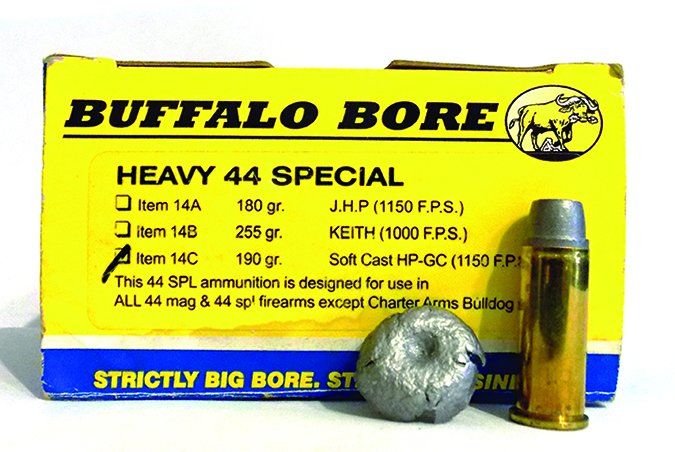 BUFFALO BORE
HEAVY 44 SPECIAL
Item 14A 180 gr. J.H.P (1150 F.P.S.)
Item 14B 255 gr. KEITH (1000 F.P.S.)
Item 14C 190 gr. Soft Cast HP-GC (1150 F.P.S
This 44 SPL ammunition is designed for use in
ALL 44 mag & 44 spl firearms except Charter Arms Bulldog
STRICTLY BIG BORE. ST